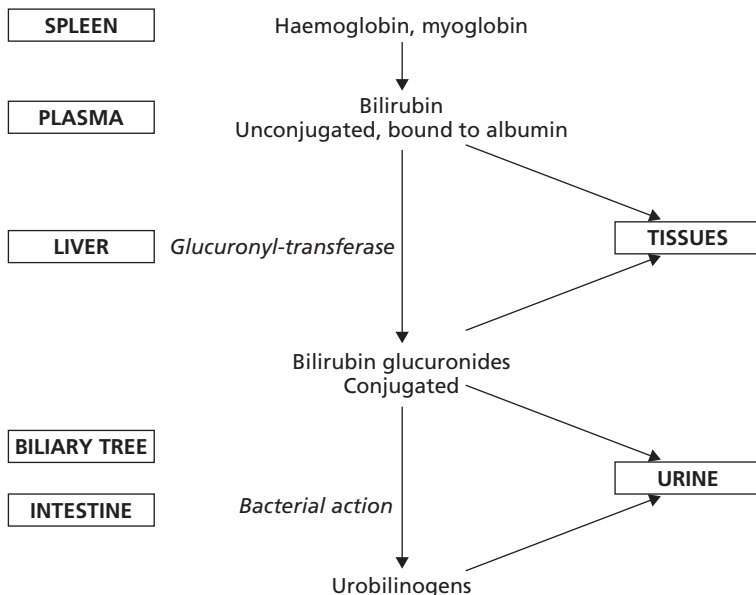 SPLEEN
Haemoglobin, myoglobin
PLASMA
Bilirubin
Unconjugated, bound to albumin
LIVER
Glucuronyl-transferase
TISSUES
Bilirubin glucuronides
Conjugated
BILIARY TREE
URINE
INTESTINE
Bacterial action
Urobilinogens